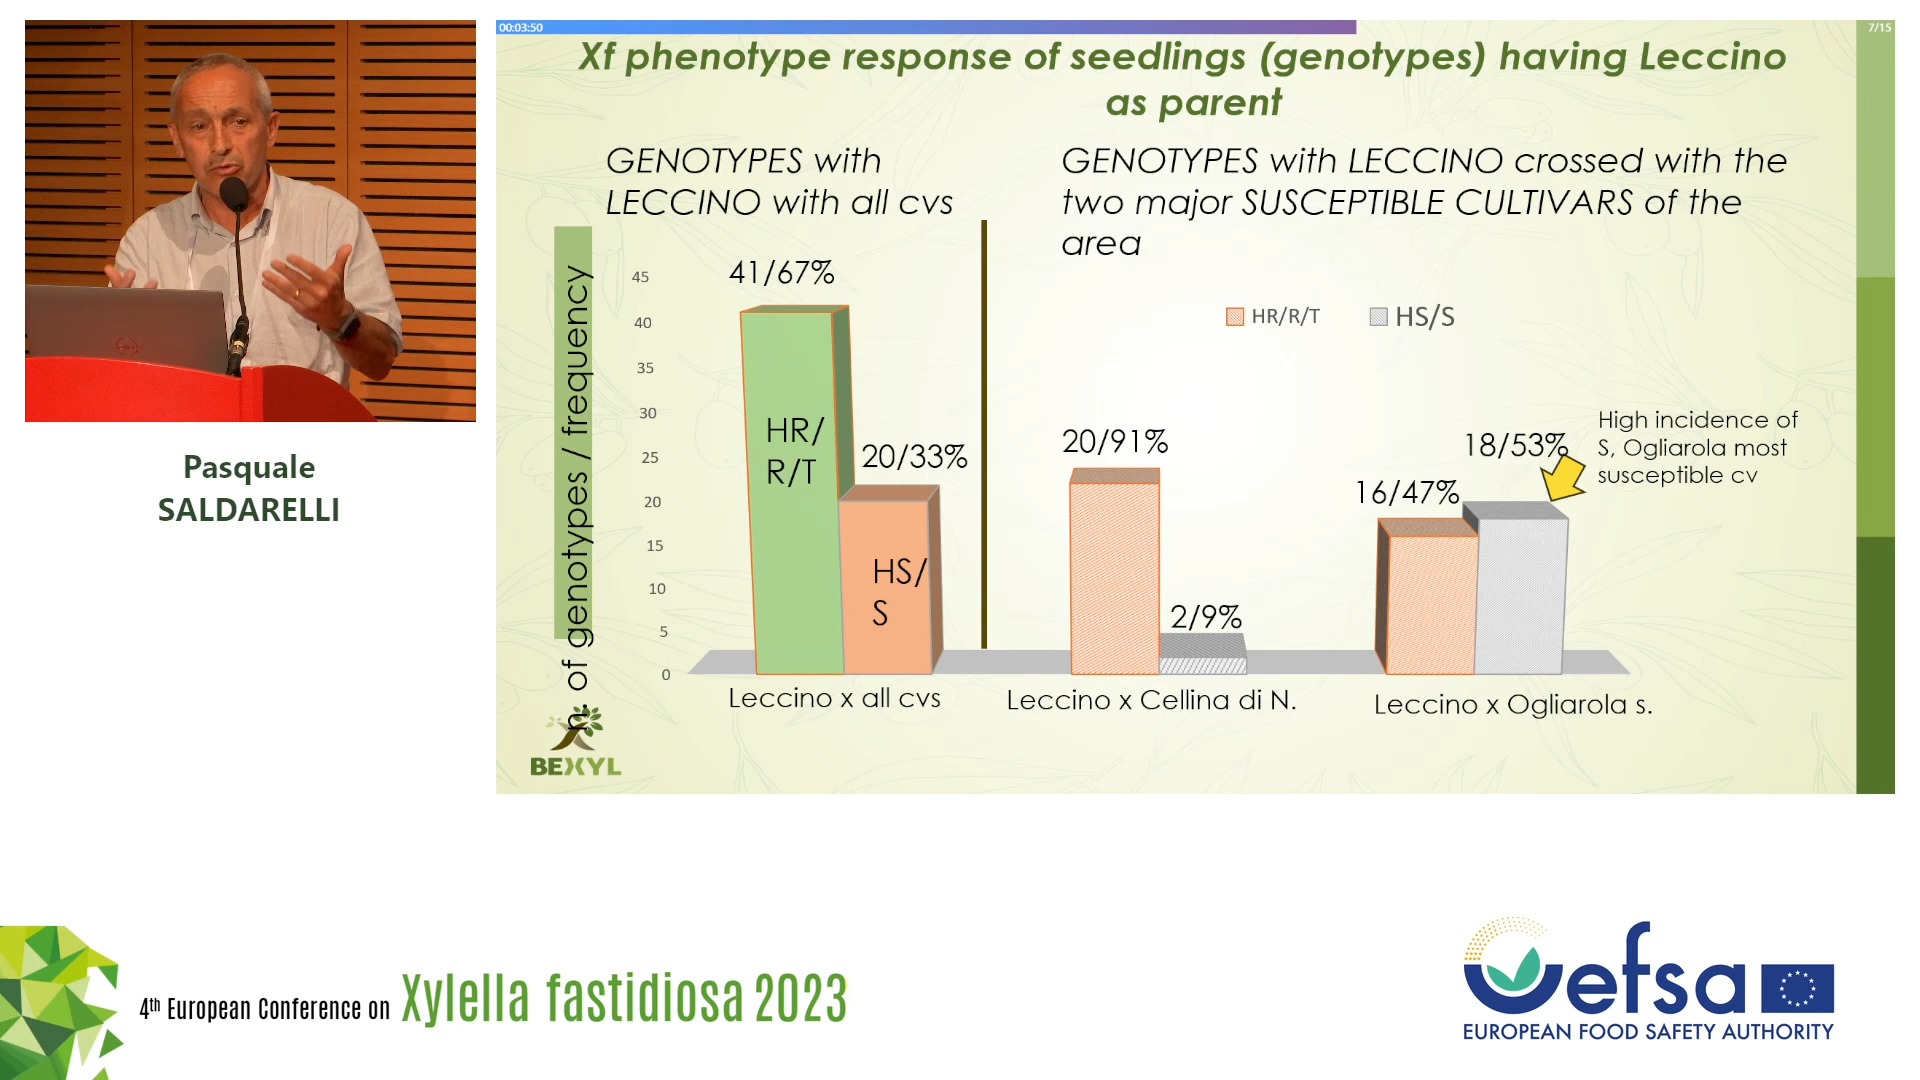 00:03:50
7/15
Xf phenotype response of seedlings (genotypes) having Leccino
as parent
GENOTYPES with
LECCINO with all cvs
GENOTYPES with LECCINO crossed with the
two major SUSCEPTIBLE CULTIVARS of the
area
n. of genotypes / frequency
45
40
35
30
25
20
15
10
5
0
41/67%
HR/
R/T
20/33%
HS/
S
HR/R/T
HS/S
20/91%
2/9%
16/47%
18/53%
High incidence of
S, Ogliarola most
susceptible cv
Leccino x all cvs
Leccino x Cellina di N.
Leccino x Ogliarola s.
BEXYL
Pasquale
SALDARELLI
4th European Conference on Xylella fastidiosa 2023
efsa
EUROPEAN FOOD SAFETY AUTHORITY